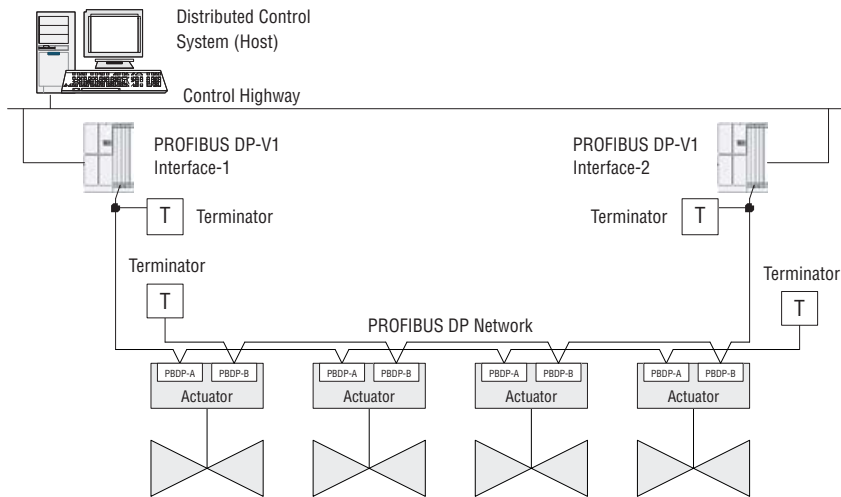 Distributed Control
System (Host)
Control Highway
PROFIBUS DP-V1
Interface-1
PROFIBUS DP-V1
Interface-2
T
Terminator
Terminator
T
Terminator
T
Terminator
T
PROFIBUS DP Network
PBDP-A PBDP-B
Actuator
PBDP-A PBDP-B
Actuator
PBDP-A PBDP-B
Actuator
PBDP-A PBDP-B
Actuator